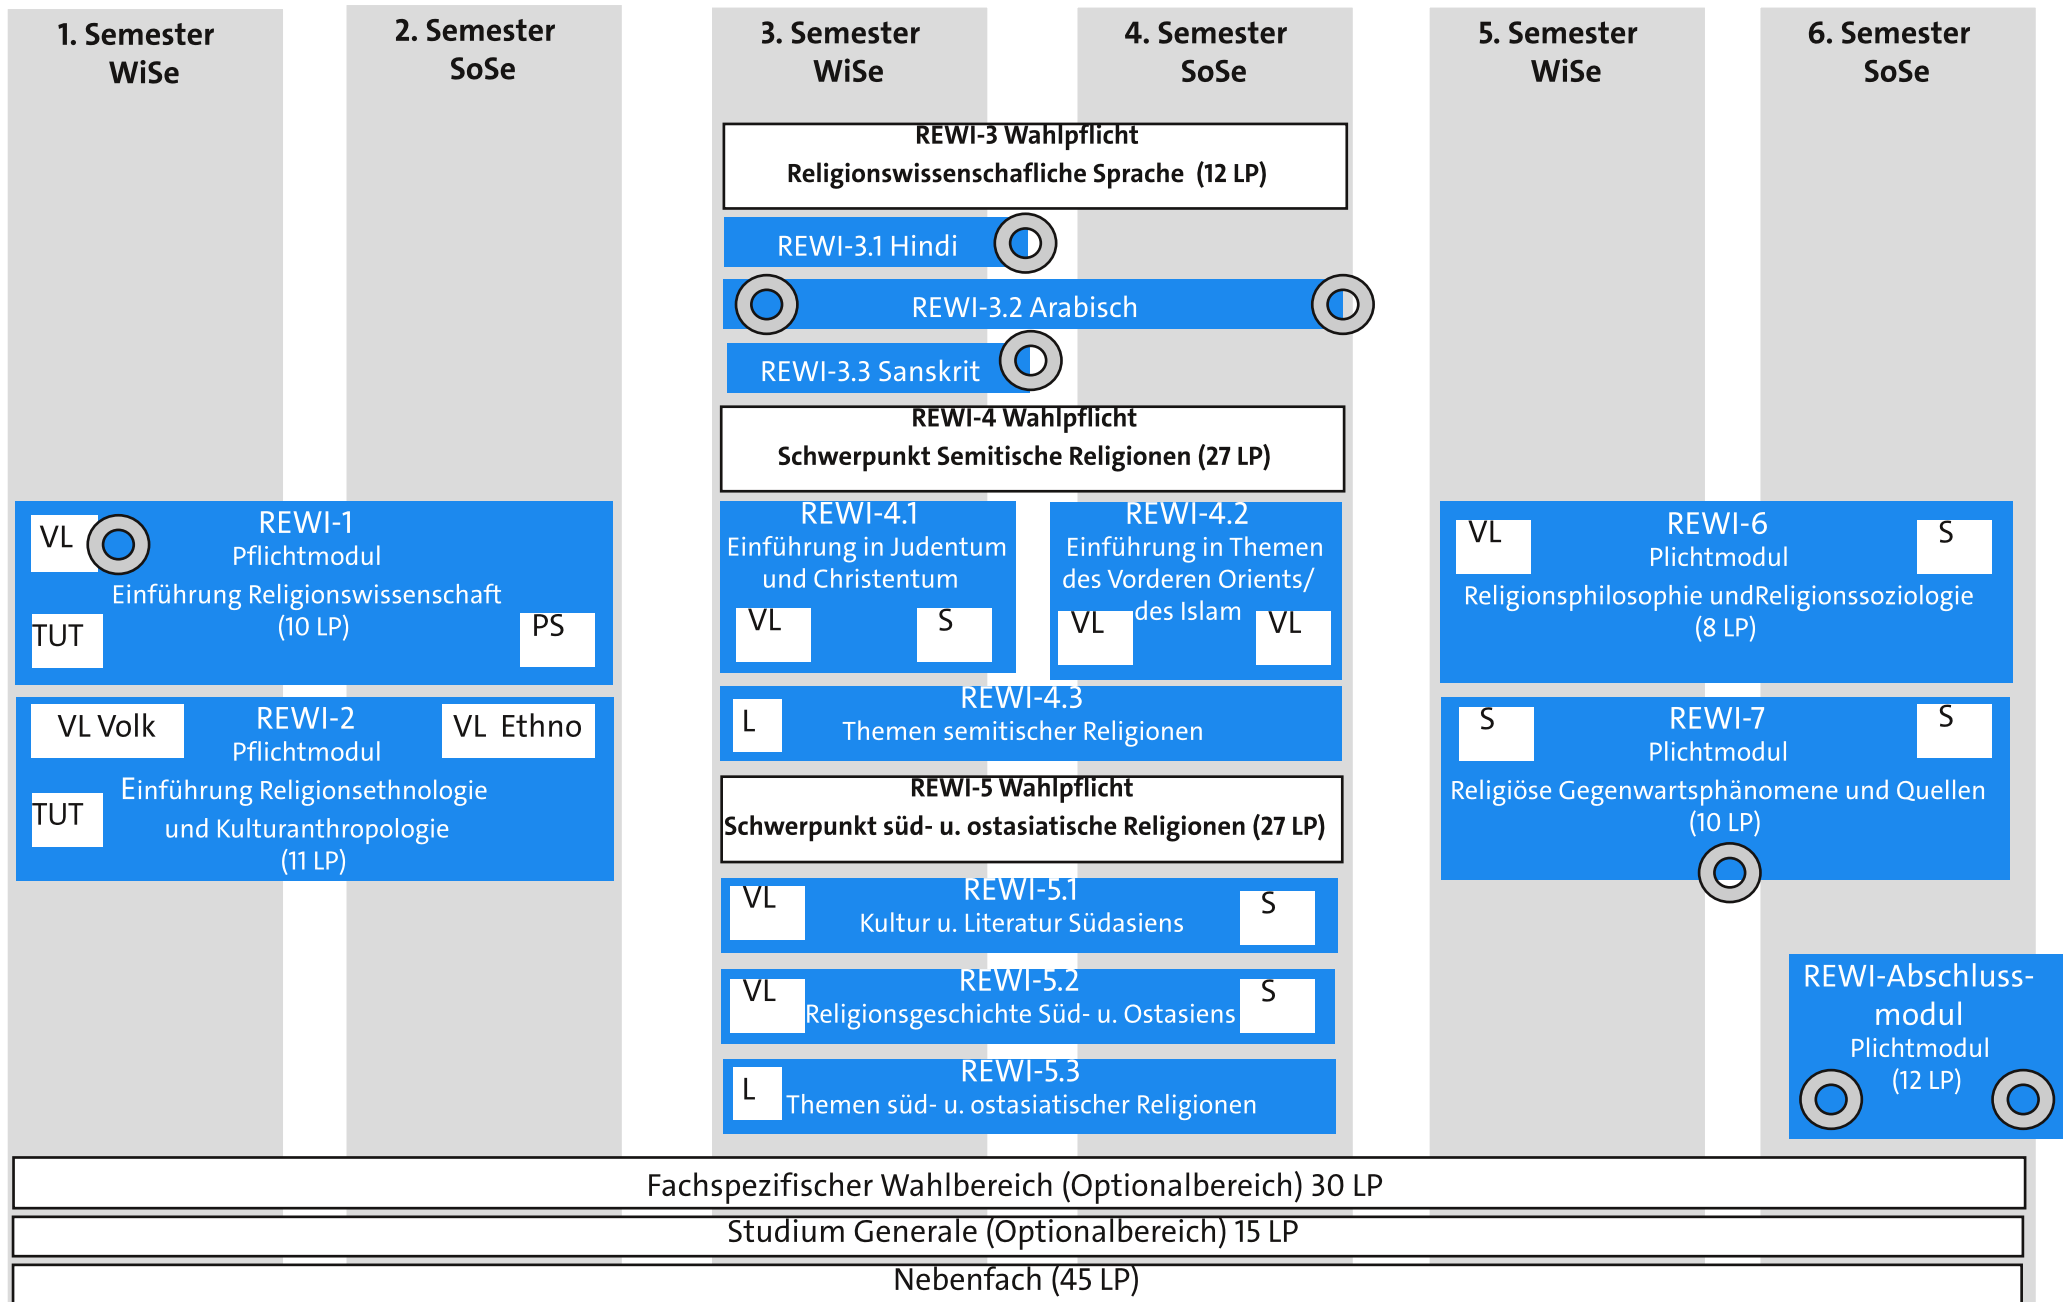 1. Semester
WiSe
2. Semester
SoSe
3. Semester
WiSe
4. Semester
SoSe
5. Semester
WiSe
6. Semester
SoSe
REWI-3 Wahlpflicht
Religionswissenschafliche Sprache (12 LP)
REWI-3.1 Hindi
REWI-3.2 Arabisch
REWI-3.3 Sanskrit
REWI-4 Wahlpflicht
Schwerpunkt Semitische Religionen (27 LP)
VL
REWI-1
Pflichtmodul
Einführung Religionswissenschaft
(10 LP)
TUT
PS
VL Volk
REWI-2
VL Ethno
Pflichtmodul
Einführung Religionsethnologie
TUT
und Kulturanthropologie
(11 LP)
REWI-4.1
Einführung in Judentum
und Christentum
VL
S
REWI-4.2
Einführung in Themen
des Vorderen Orients/
des Islam
VL
VL
REWI-4.3
L
Themen semitischer Religionen
REWI-5 Wahlpflicht
Schwerpunkt süd- u. ostasiatische Religionen (27 LP)
REWI-5.1
VL
S
Kultur u. Literatur Südasiens
REWI-5.2
VL
S
Religionsgeschichte Süd- u. Ostasiens
REWI-5.3
L
Themen süd- u. ostasiatischer Religionen
VL
REWI-6
S
Plichtmodul
Religionsphilosophie undReligionssoziologie
(8 LP)
S
REWI-7
S
Plichtmodul
Religiöse Gegenwartsphänomene und Quellen
(10 LP)
REWI-Abschluss-
modul
Plichtmodul
(12 LP)
Fachspezifischer Wahlbereich (Optionalbereich) 30 LP
Studium Generale (Optionalbereich) 15 LP
Nebenfach (45 LP)